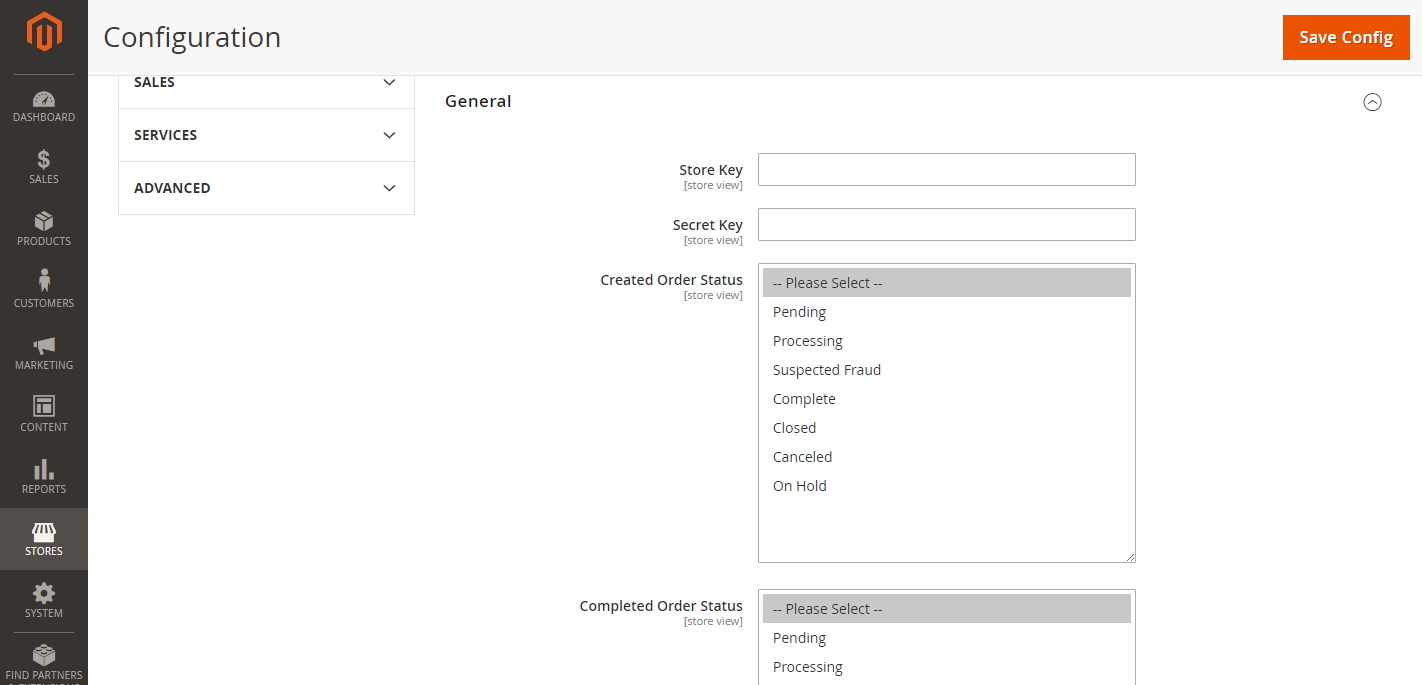 Configuration
Save Config
DASHBOARD
SALES
PRODUCTS
CUSTOMERS
MARKETING
CONTENT
REPORTS
STORES
SYSTEM
FIND PARTNERS
& EXTENSIONS
SALES
SERVICES
ADVANCED
General
Store Key
[store view]
Secret Key
[store view]
Created Order Status
[store view]
-- Please Select --
Pending
Processing
Suspected Fraud
Complete
Closed
Canceled
On Hold
Completed Order Status
[store view]
-- Please Select --
Pending
Processing